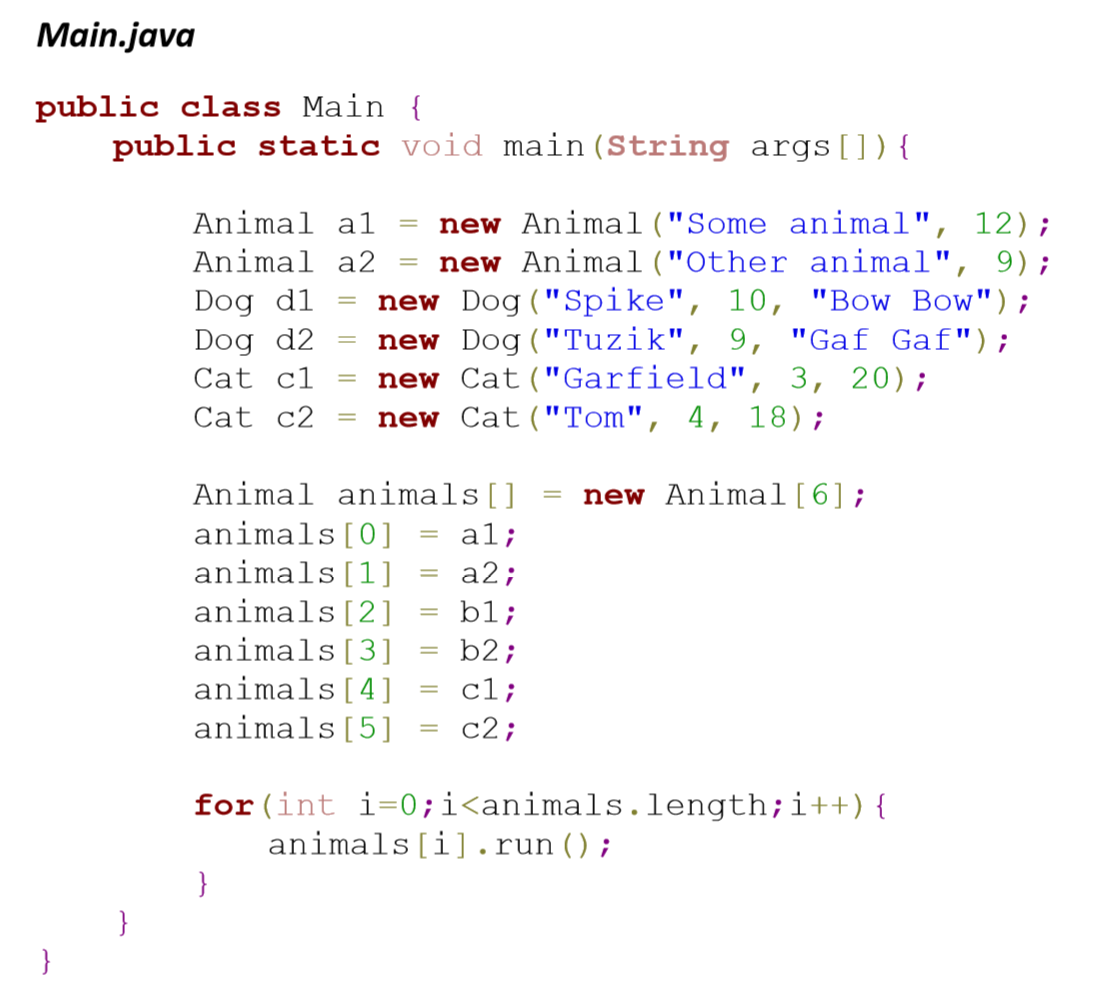 Main.java
public class Main {
public static void main(String args[]){
Animal a1 = new Animal("Some animal", 12);
Animal a2 = new Animal("Other animal", 9);
Dog d1 = new Dog("Spike", 10, "Bow Bow");
Dog d2 = new Dog("Tuzik", 9, "Gaf Gaf");
Cat c1 = new Cat("Garfield", 3, 20);
Cat c2 = new Cat("Tom", 4, 18);
Animal animals[] = new Animal[6];
animals[0] = a1;
animals[1] = a2;
animals[2] = b1;
animals[3] = b2;
animals[4] = c1;
animals[5] = c2;
for(int i=0;i<animals.length;i++){
animals[i].run();
}
}
}